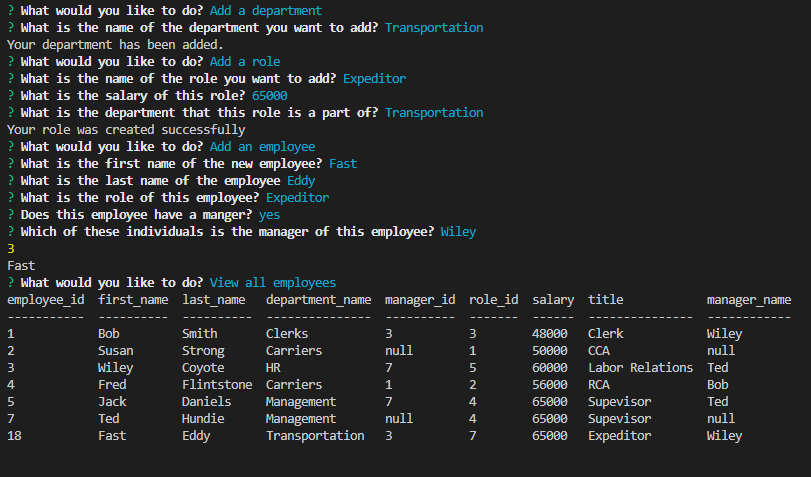 ? What would you like to do? Add a department
? What is the name of the department you want to add? Transportation
Your department has been added.
? What would you like to do? Add a role
? What is the name of the role you want to add? Expeditor
? What is the salary of this role? 65000
? What is the department that this role is a part of? Transportation
Your role was created successfully
? What would you like to do? Add an employee
? What is the first name of the new employee? Fast
? What is the last name of the employee Eddy
? What is the role of this employee? Expeditor
? Does this employee have a manger? yes
? Which of these individuals is the manager of this employee? Wiley
3
Fast
? What would you like to do? View all employees
employee_id  first_name  last_name   department_name  manager_id  role_id  salary  title            manager_name
-----------  ----------  ----------  ---------------  ----------  -------  ------  ---------------  ------------
1            Bob         Smith       Clerks           3           3        48000   Clerk            Wiley
2            Susan       Strong      Carriers         null        1        50000   CCA              null
3            Wiley       Coyote      HR               7           5        60000   Labor Relations  Ted
4            Fred        Flintstone  Carriers         1           2        56000   RCA              Bob
5            Jack        Daniels     Management       7           4        65000   Supevisor        Ted
7            Ted         Hundie      Management       null        4        65000   Supevisor        null
18           Fast        Eddy        Transportation   3           7        65000   Expeditor        Wiley